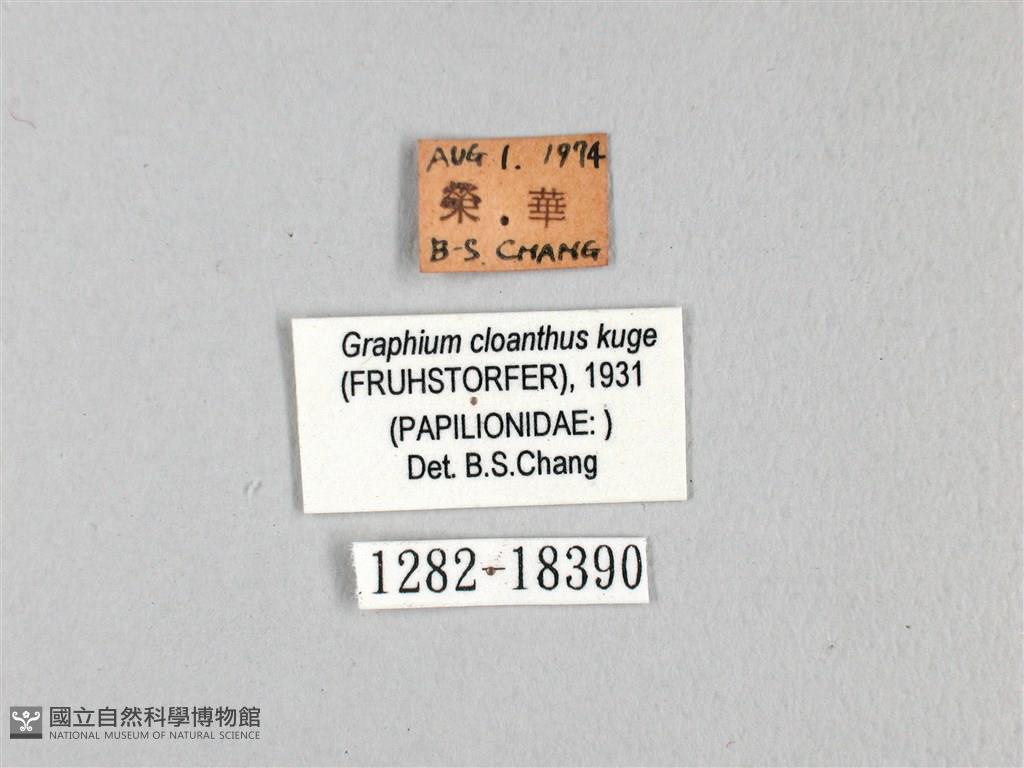 AUG 1. 1974
榮 . 華
B-S. CHANG
Graphium cloanthus kuge
(FRUHSTORFER), 1931
(PAPILIONIDAE: )
Det. B.S.Chang
1282-18390
國立自然科學博物館
NATIONAL MUSEUM OF NATURAL SCIENCE